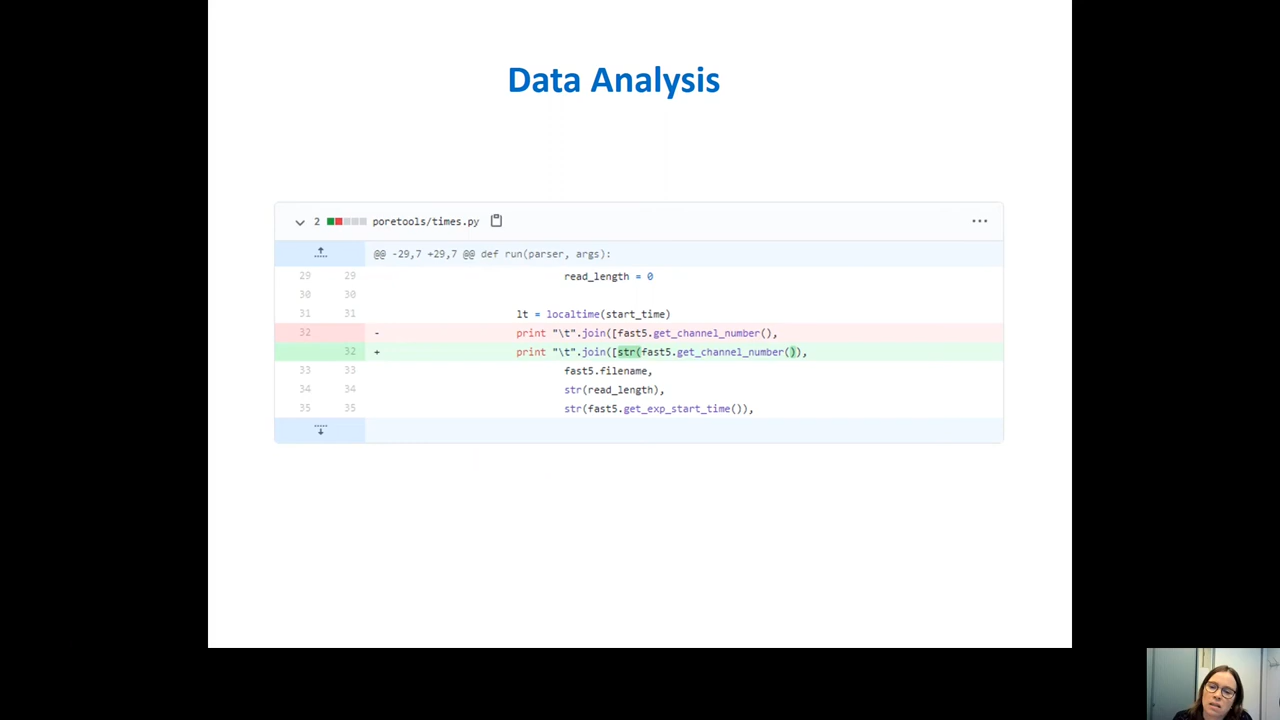 Data Analysis
2 poretools/times.py ...
@@ -29,7 +29,7 @@ def run(parser, args):
29 29 read_length = 0
30 30
31 31 lt = localtime(start_time)
32 - print "\t".join([fast5.get_channel_number(),
32 + print "\t".join([str(fast5.get_channel_number()),
33 33 fast5.filename,
34 34 str(read_length),
35 35 str(fast5.get_exp_start_time()),